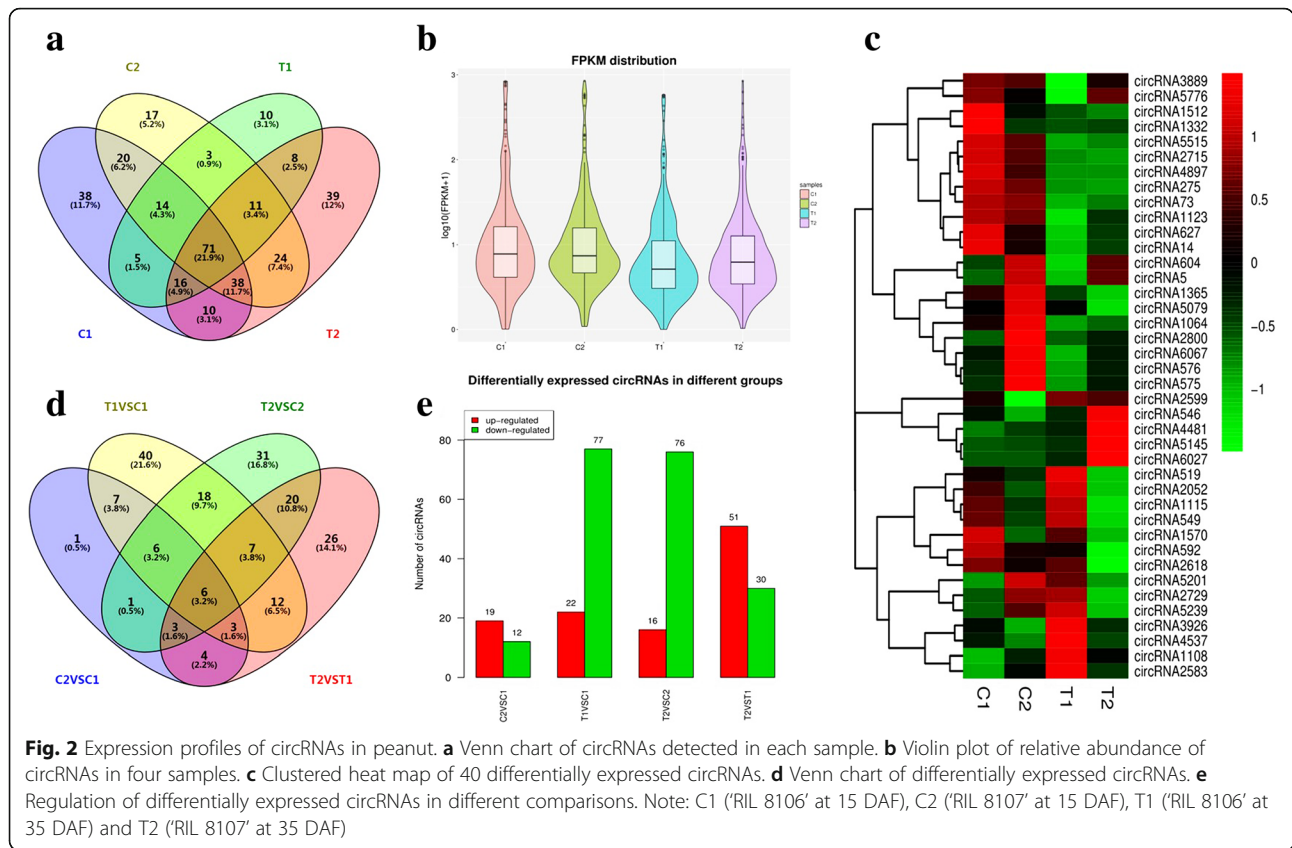 a
C2
T1
17
(5.2%)
10
(3.1%)
20
(6.2%)
3
(0.9%)
8
(2.5%)
38
(11.7%)
14
(4.3%)
11
(3.4%)
39
(12%)
71
(21.9%)
5
(1.5%)
24
(7.4%)
16
(4.9%)
38
(11.7%)
10
(3.1%)
C1
T2
b
FPKM distribution
log10(FPKM+1)
3
2
1
0
C1
C2
T1
T2
samples
C1
C2
T1
T2
c
circRNA3889
circRNA5776
circRNA1512
circRNA1332
circRNA5515
circRNA2715
circRNA4897
circRNA275
circRNA73
circRNA1123
circRNA627
circRNA14
circRNA604
circRNA5
circRNA1365
circRNA5079
circRNA1064
circRNA2800
circRNA6067
circRNA576
circRNA575
circRNA2599
circRNA546
circRNA4481
circRNA5145
circRNA6027
circRNA519
circRNA2052
circRNA1115
circRNA549
circRNA1570
circRNA592
circRNA2618
circRNA5201
circRNA2729
circRNA5239
circRNA3926
circRNA4537
circRNA1108
circRNA2583
C1
C2
T1
T2
1
0.5
0
−0.5
−1
d
T1VSC1
T2VSC2
40
(21.6%)
31
(16.8%)
7
(3.8%)
18
(9.7%)
20
(10.8%)
1
(0.5%)
6
(3.2%)
7
(3.8%)
26
(14.1%)
6
(3.2%)
1
(0.5%)
12
(6.5%)
3
(1.6%)
3
(1.6%)
4
(2.2%)
C2VSC1
T2VST1
e
Differentially expressed circRNAs in different groups
up-regulated
down-regulated
Number of circRNAs
80
60
40
20
0
19
12
22
77
16
76
51
30
C2VSC1
T1VSC1
T2VSC2
T2VST1
Fig. 2 Expression profiles of circRNAs in peanut. a Venn chart of circRNAs detected in each sample. b Violin plot of relative abundance of
circRNAs in four samples. c Clustered heat map of 40 differentially expressed circRNAs. d Venn chart of differentially expressed circRNAs. e
Regulation of differentially expressed circRNAs in different comparisons. Note: C1 (‘RIL 8106’ at 15 DAF), C2 (‘RIL 8107’ at 15 DAF), T1 (‘RIL 8106’ at
35 DAF) and T2 (‘RIL 8107’ at 35 DAF)